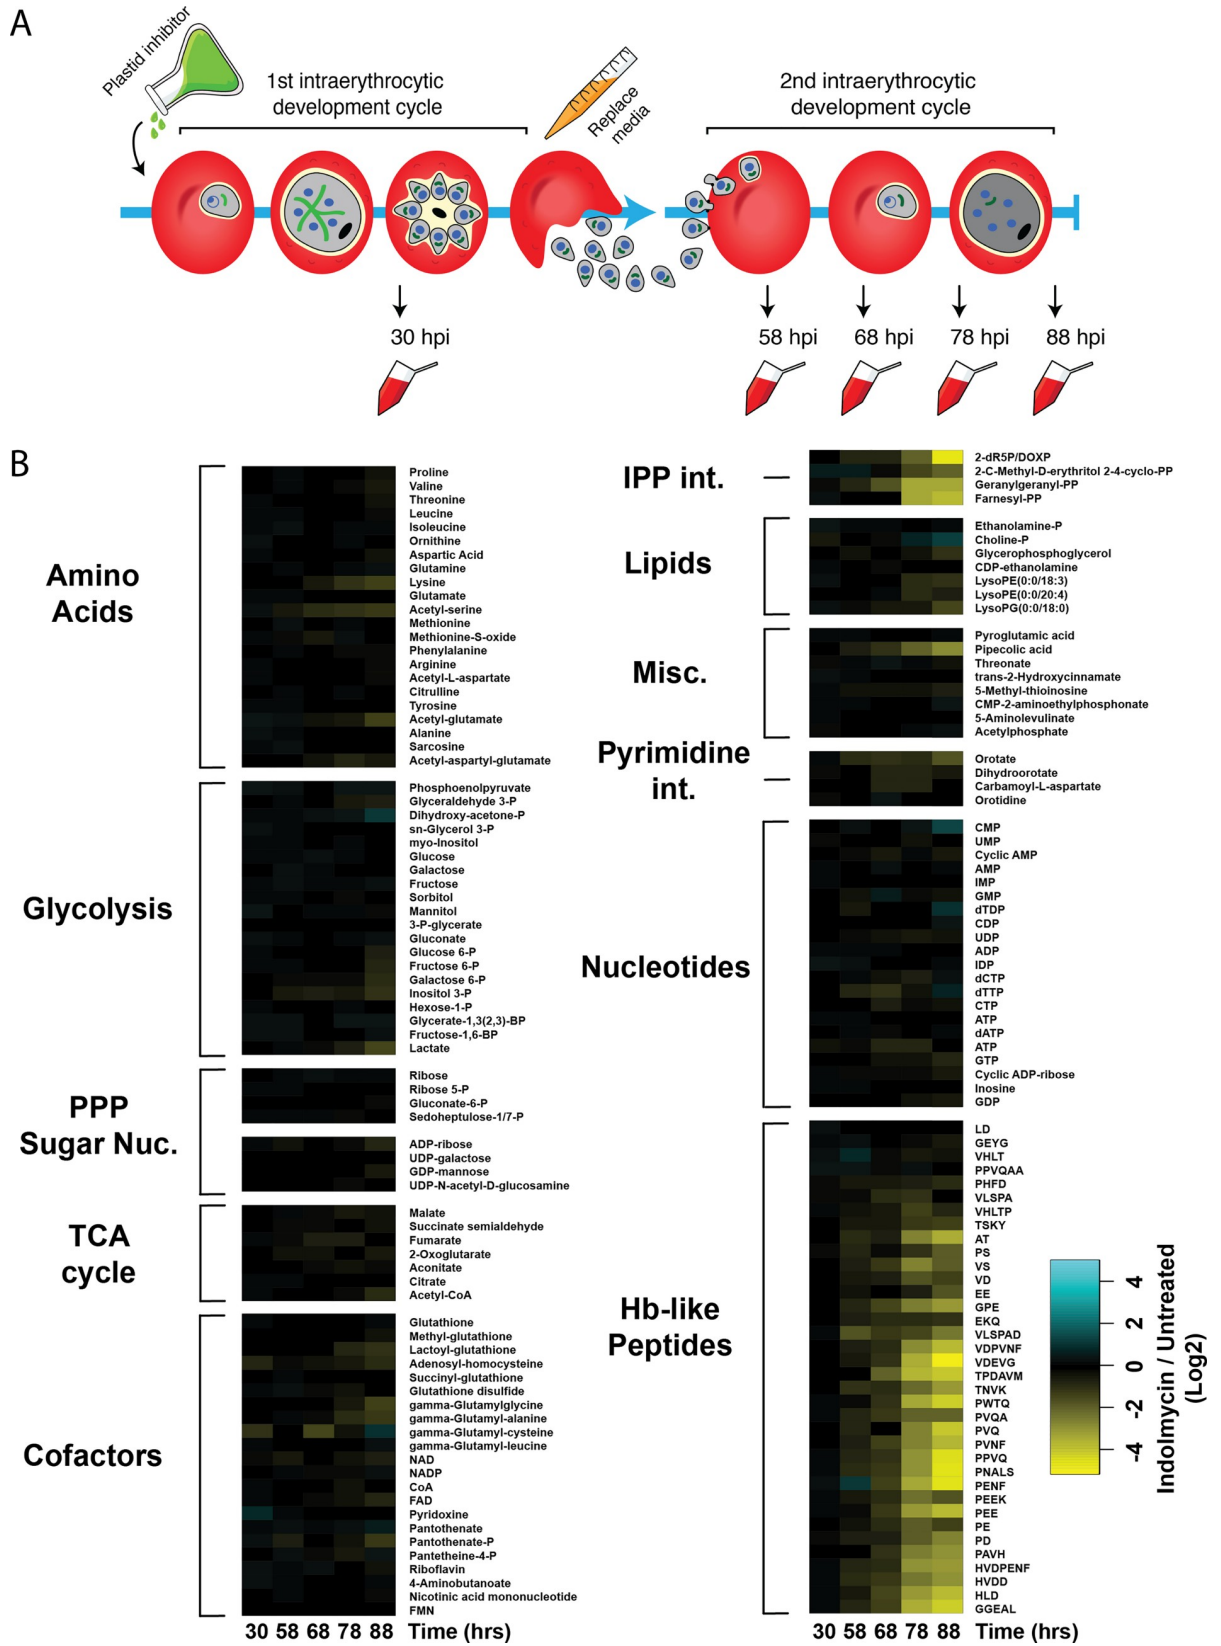 A
Plastid inhibitor
1st intraerythrocytic
development cycle
Replace
media
2nd intraerythrocytic
development cycle
30 hpi
58 hpi
68 hpi
78 hpi
88 hpi
B
Amino
Acids
Proline
Valine
Threonine
Leucine
Isoleucine
Ornithine
Aspartic Acid
Glutamine
Lysine
Glutamate
Acetyl-serine
Methionine
Methionine-S-oxide
Phenylalanine
Arginine
Acetyl-L-aspartate
Citrulline
Tyrosine
Acetyl-glutamate
Alanine
Sarcosine
Acetyl-aspartyl-glutamate
Glycolysis
Phosphoenolpyruvate
Glyceraldehyde 3-P
Dihydroxy-acetone-P
sn-Glycerol 3-P
myo-Inositol
Glucose
Galactose
Fructose
Sorbitol
Mannitol
3-P-glycerate
Gluconate
Glucose 6-P
Fructose 6-P
Galactose 6-P
Inositol 3-P
Hexose-1-P
Glycerate-1,3(2,3)-BP
Fructose-1,6-BP
Lactate
PPP
Sugar Nuc.
Ribose
Ribose 5-P
Gluconate-6-P
Sedoheptulose-1/7-P
ADP-ribose
UDP-galactose
GDP-mannose
UDP-N-acetyl-D-glucosamine
TCA
cycle
Malate
Succinate semialdehyde
Fumarate
2-Oxoglutarate
Aconitate
Citrate
Acetyl-CoA
Cofactors
Glutathione
Methyl-glutathione
Lactoyl-glutathione
Adenosyl-homocysteine
Succinyl-glutathione
Glutathione disulfide
gamma-Glutamylglycine
gamma-Glutamyl-alanine
gamma-Glutamyl-cysteine
gamma-Glutamyl-leucine
NAD
NADP
CoA
FAD
Pyridoxine
Pantothenate
Pantothenate-P
Pantetheine-4-P
Riboflavin
4-Aminobutanoate
Nicotinic acid mononucleotide
FMN
30 58 68 78 88 Time (hrs)
IPP int.
2-dR5P/DOXP
2-C-Methyl-D-erythritol 2-4-cyclo-PP
Geranylgeranyl-PP
Farnesyl-PP
Lipids
Ethanolamine-P
Choline-P
Glycerophosphoglycerol
CDP-ethanolamine
LysoPE(0:0/18:3)
LysoPE(0:0/20:4)
LysoPG(0:0/18:0)
Misc.
Pyroglutamic acid
Pipecolic acid
Threonate
trans-2-Hydroxycinnamate
5-Methyl-thioinosine
CMP-2-aminoethylphosphonate
5-Aminolevulinate
Acetylphosphate
Pyrimidine
int.
Orotate
Dihydroorotate
Carbamoyl-L-aspartate
Orotidine
Nucleotides
CMP
UMP
Cyclic AMP
AMP
IMP
GMP
dTDP
CDP
UDP
ADP
IDP
dCTP
dTTP
CTP
ATP
dATP
ATP
GTP
Cyclic ADP-ribose
Inosine
GDP
Hb-like
Peptides
LD
GEYG
VHLT
PPVQAA
PHFD
VLSPA
VHLTP
TSKY
AT
PS
VS
VD
EE
GPE
EKQ
VLSPAD
VDPVNF
VDEVG
TPDAVM
TNVK
PWTQ
PVQA
PVQ
PVNF
PPVQ
PNALS
PENF
PEEK
PEE
PE
PD
PAVH
HVDPENF
HVDD
HLD
GGEAL
30 58 68 78 88 Time (hrs)
4
2
0
-2
-4
Indolmycin / Untreated
(Log2)